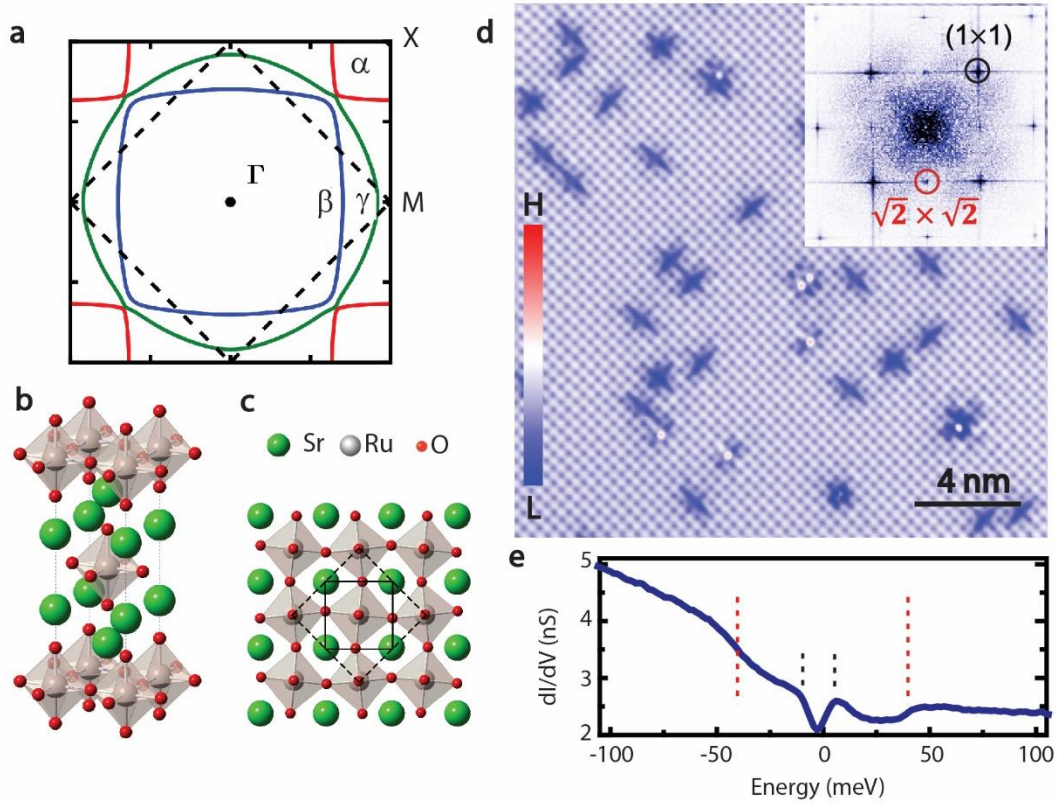 a
X
α
Γ
β
γ
M
b
c
Sr
Ru
O
d
(1×1)
√2 × √2
H
L
4 nm
e
5
4
3
2
dI/dV (nS)
-100
-50
0
50
100
Energy (meV)